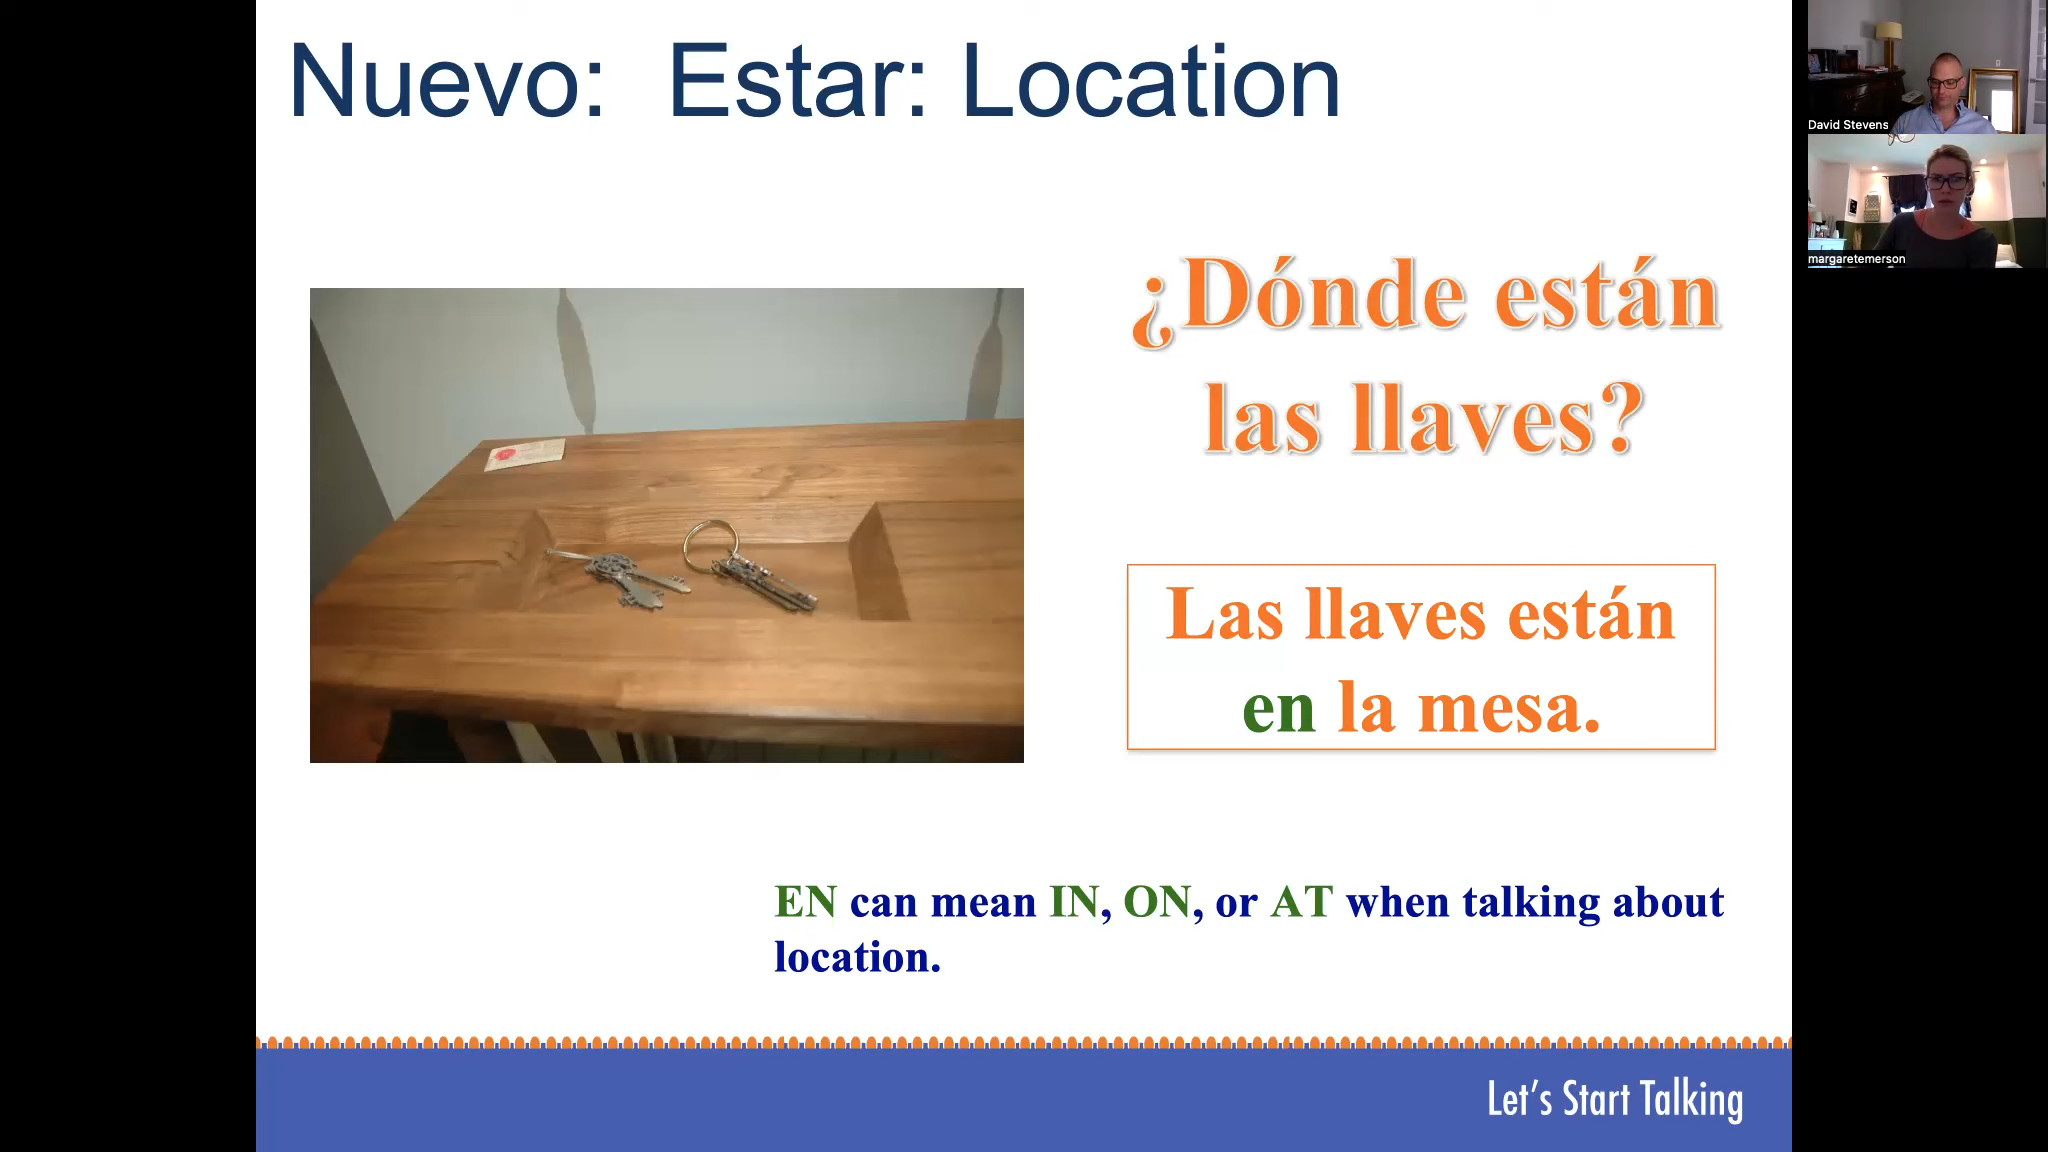 Nuevo: Estar: Location
David Stevens
margaretemerson
¿Dónde están
las llaves?
Las llaves están
en la mesa.
EN can mean IN, ON, or AT when talking about
location.
Let's Start Talking